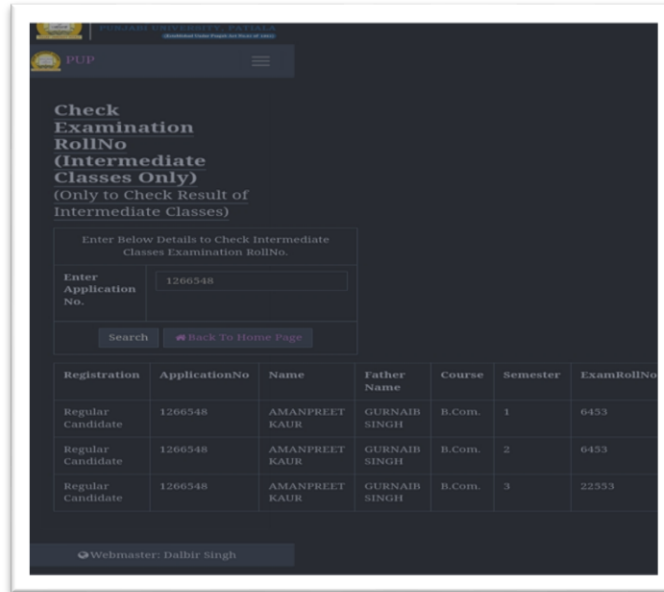 PUNJABI UNIVERSITY, PATIALA
PUP
Check
Examination
RollNo
(Intermediate
Classes Only)
(Only to Check Result of
Intermediate Classes)
Enter Below Details to Check Intermediate
Classes Examination RollNo.
Enter
Application
No.
1266548
Search Back To Home Page
Registration ApplicationNo Name Father Name Course Semester ExamRollNo
Regular Candidate 1266548 AMANPREET KAUR GURNAIB SINGH B.Com. 1 6453
Regular Candidate 1266548 AMANPREET KAUR GURNAIB SINGH B.Com. 2 6453
Regular Candidate 1266548 AMANPREET KAUR GURNAIB SINGH B.Com. 3 22553
Webmaster: Dalbir Singh